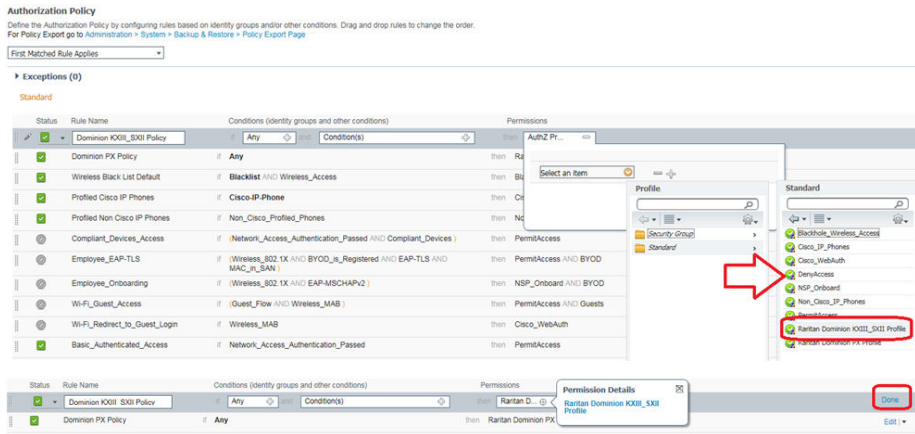 Authorization Policy
Define the Authorization Policy by configuring rules based on identity groups and/or other conditions. Drag and drop rules to change the order.
For Policy Export go to Administration > System > Backup & Restore > Policy Export Page
First Matched Rule Applies
Exceptions (0)
Standard
Status Rule Name Conditions (identity groups and other conditions) Permissions
Dominion KXIII_SXII Policy if Any and Condition(s) then AuthZ Pr...
Dominion PX Policy if Any then Ra
Wireless Black List Default if Blacklist AND Wireless_Access then Bl
Profiled Cisco IP Phones if Cisco-IP-Phone then Ci
Profiled Non Cisco IP Phones if Non_Cisco_Profiled_Phones then
Compliant_Devices_Access if (Network_Access_Authentication_Passed AND Compliant_Devices ) then PermitAccess
Employee_EAP-TLS if (Wireless_802.1X AND BYOD_is_Registered AND EAP-TLS AND MAC_in_SAN ) then PermitAccess AND BYOD
Employee_Onboarding if (Wireless_802.1X AND EAP-MSCHAPv2 ) then NSP_Onboard AND BYOD
Wi-Fi_Guest_Access if (Guest_Flow AND Wireless_MAB ) then PermitAccess AND Guests
Wi-Fi_Redirect_to_Guest_Login if Wireless_MAB then Cisco_WebAuth
Basic_Authenticated_Access if Network_Access_Authentication_Passed then PermitAccess
Select an item
Profile
Security Group
Standard
Standard
Blackhole_Wireless_Access
Cisco_IP_Phones
Cisco_WebAuth
DenyAccess
NSP_Onboard
Non_Cisco_IP_Phones
PermitAccess
Raritan Dominion KXIII_SXII Profile
Raritan Dominion PX Profile
Status Rule Name Conditions (identity groups and other conditions) Permissions
Dominion KXIII_SXII Policy if Any and Condition(s) then Raritan D... Done
Permission Details
Raritan Dominion KXIII_SXII
Profile
Dominion PX Policy if Any then Raritan Dominion PX Edit